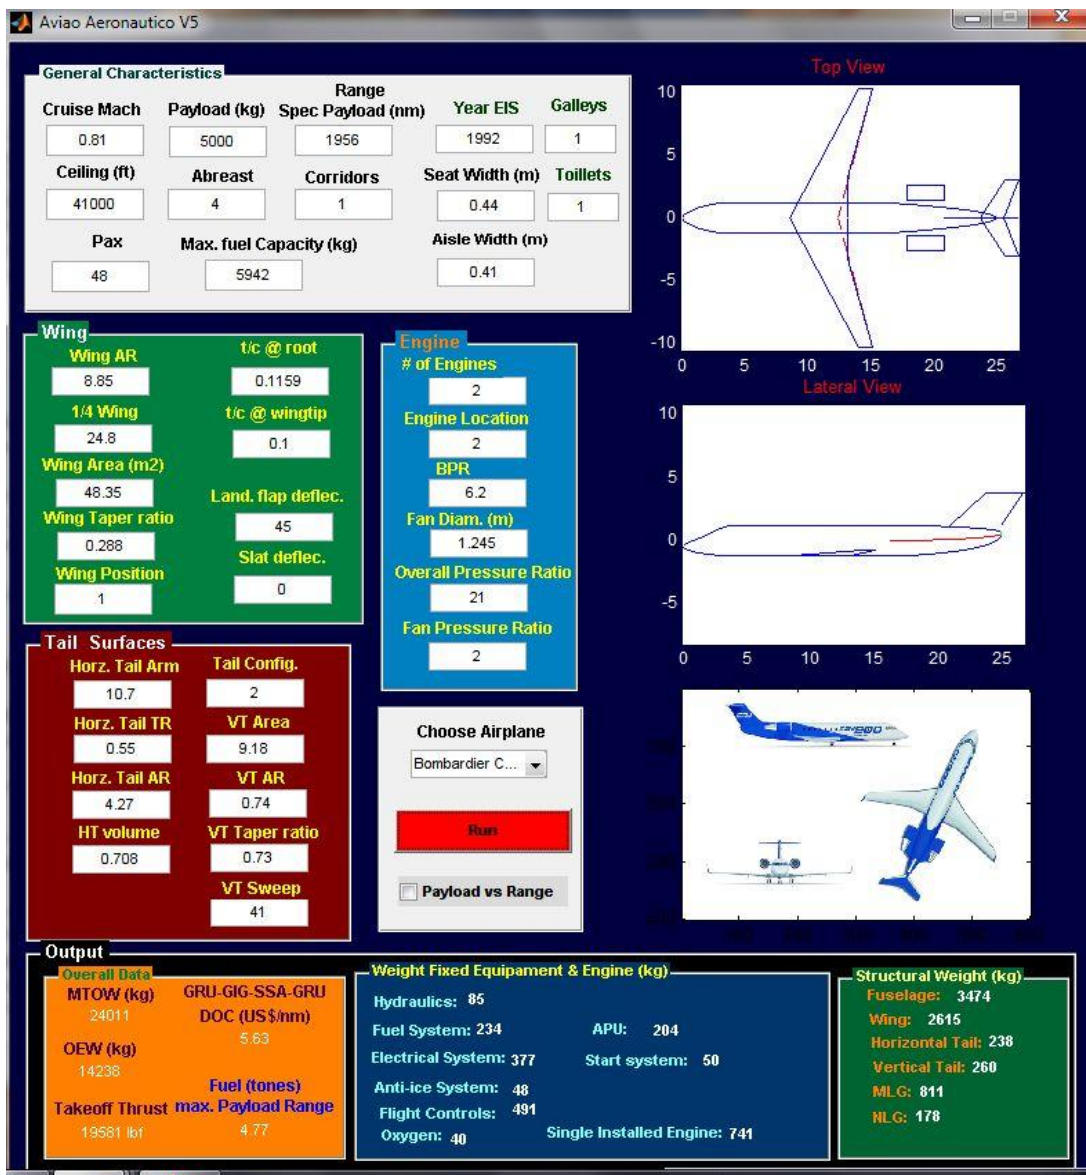 Aviao Aeronautico V5
General Characteristics
Cruise Mach
0.81
Payload (kg)
5000
Range
Spec Payload (nm)
1956
Year EIS
1992
Galleys
1
Ceiling (ft)
41000
Abreast
4
Corridors
1
Seat Width (m)
0.44
Toillets
1
Pax
48
Max. fuel Capacity (kg)
5942
Aisle Width (m)
0.41
Wing
Wing AR
8.85
t/c @ root
0.1159
1/4 Wing
24.8
t/c @ wingtip
0.1
Wing Area (m2)
48.35
Land. flap deflec.
45
Wing Taper ratio
0.288
Slat deflec.
0
Wing Position
1
Engine
# of Engines
2
Engine Location
2
BPR
6.2
Fan Diam. (m)
1.245
Overall Pressure Ratio
21
Fan Pressure Ratio
2
Tail Surfaces
Horz. Tail Arm
10.7
Tail Config.
2
Horz. Tail TR
0.55
VT Area
9.18
Horz. Tail AR
4.27
VT AR
0.74
HT volume
0.708
VT Taper ratio
0.73
VT Sweep
41
Choose Airplane
Bombardier C...
Run
Payload vs Range
Top View
10
5
0
-5
-10
0 5 10 15 20 25
Lateral View
10
5
0
-5
0 5 10 15 20 25
Output
Overall Data
MTOW (kg)
24011
GRU-GIG-SSA-GRU
DOC (US$/nm)
5.63
OEW (kg)
14238
Takeoff Thrust
19581 lbf
Fuel (tones)
max. Payload Range
4.77
Weight Fixed Equipament & Engine (kg)
Hydraulics: 85
Fuel System: 234
APU: 204
Electrical System: 377
Start system: 50
Anti-ice System: 48
Flight Controls: 491
Oxygen: 40
Single Installed Engine: 741
Structural Weight (kg)
Fuselage: 3474
Wing: 2615
Horizontal Tail: 238
Vertical Tail: 260
MLG: 811
NLG: 178